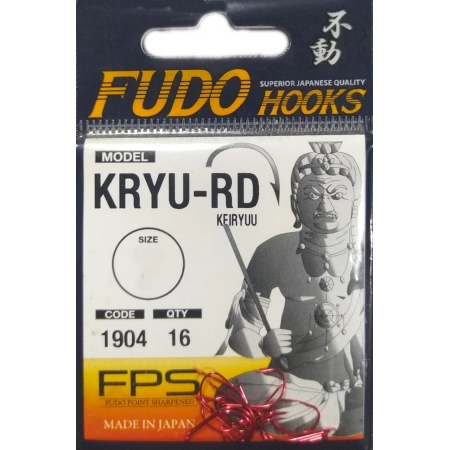 不動
FUDO HOOKS
SUPERIOR JAPANESE QUALITY
MODEL
KRYU-RD
KEIRYUU
SIZE
CODE QTY
1904 16
FPS
FUDO POINT SHARPENED
MADE IN JAPAN